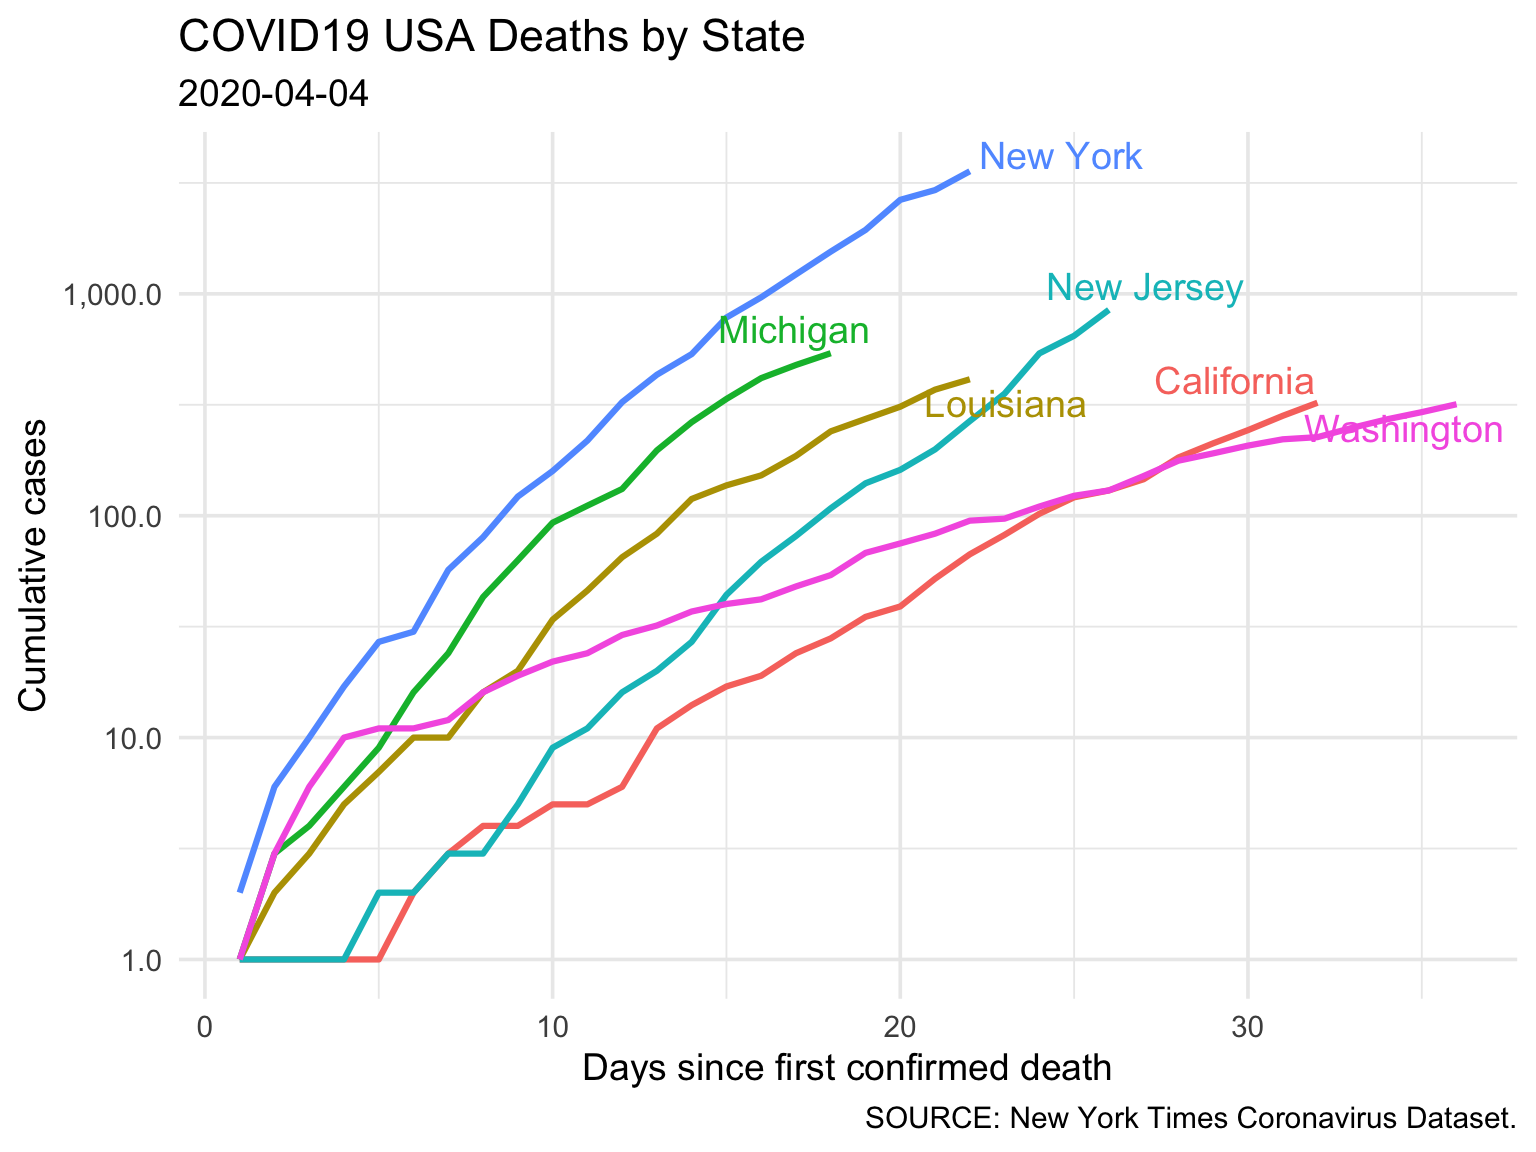 COVID19 USA Deaths by State
2020-04-04
New York
New Jersey
Michigan
California
Louisiana
Washington
1,000.0
100.0
10.0
1.0
Cumulative cases
0 10 20 30
Days since first confirmed death
SOURCE: New York Times Coronavirus Dataset.